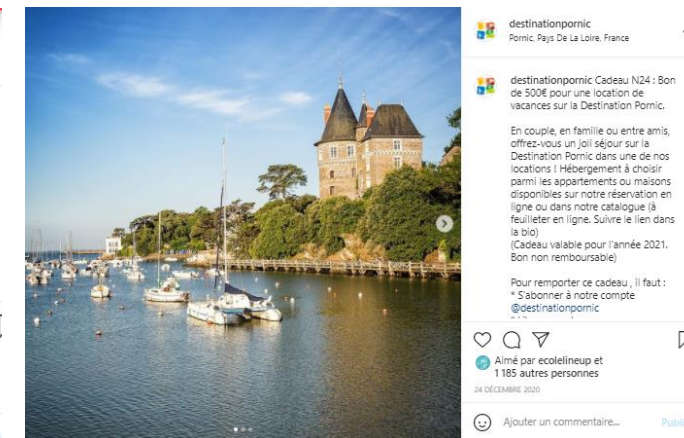 destinationpornic
Pornic, Pays De La Loire, France
destinationpornic Cadeau N24 : Bon
de 500€ pour une location de
vacances sur la Destination Pornic.
En couple, en famille ou entre amis,
offrez-vous un joli séjour sur la
Destination Pornic dans une de nos
locations ! Hébergement à choisir
parmi les appartements ou maisons
disponibles sur notre réservation en
ligne ou dans notre catalogue (à
feuilleter en ligne. Suivre le lien dans
la bio)
(Cadeau valable pour l'année 2021.
Bon non remboursable)
Pour remporter ce cadeau , il faut :
* S'abonner à notre compte
@destinationpornic
Aimé par ecolelineup et
1 185 autres personnes
24 DÉCEMBRE 2020
Ajouter un commentaire...
Publi